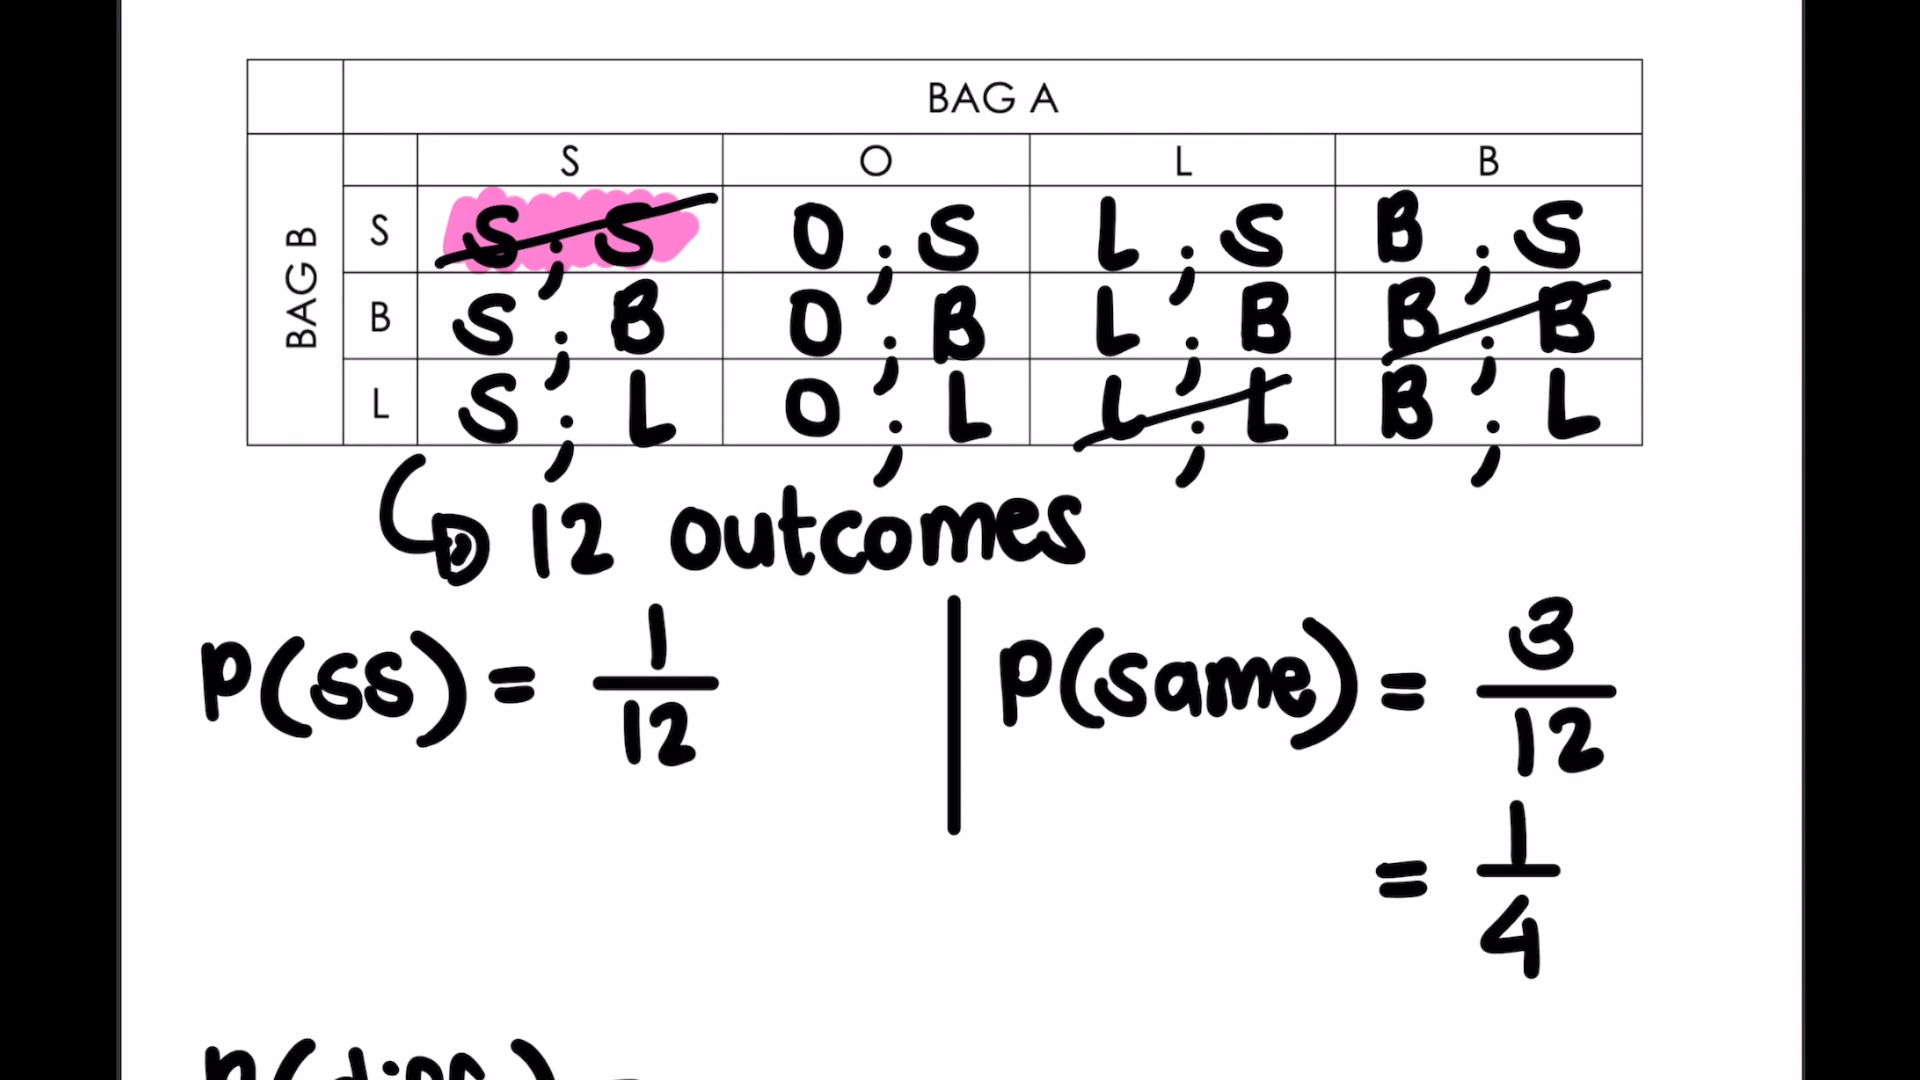 BAG A
S O L B
BAG B
S S ; S O ; S L ; S B ; S
B S ; B O ; B L ; B B ; B
L S ; L O ; L L ; L B ; L
12 outcomes
P(SS) = 1/12
P(same) = 3/12
= 1/4